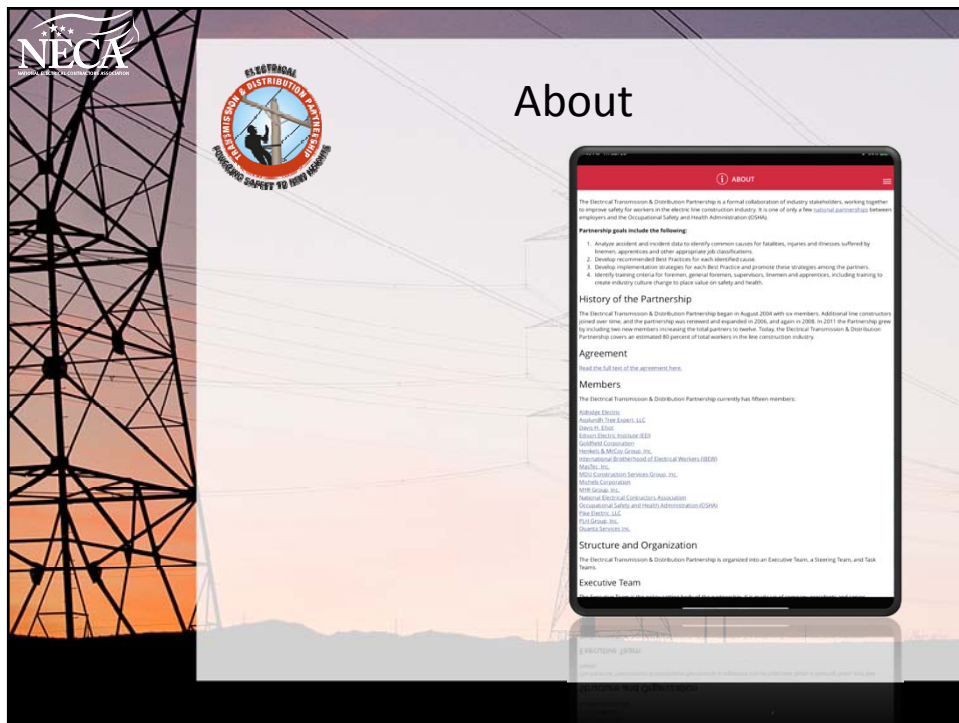 NECA
NATIONAL ELECTRICAL CONTRACTORS ASSOCIATION
ELECTRICAL
TRANSMISSION & DISTRIBUTION PARTNERSHIP
POWERING SAFETY TO NEW HEIGHTS
About
ABOUT
The Electrical Transmission & Distribution Partnership is a formal collaboration of industry stakeholders, working together
to improve safety for workers in the electric line construction industry. It is one of only a few national partnerships between
employers and the Occupational Safety and Health Administration (OSHA).
Partnership goals include the following:
1. Analyze accident and incident data to identify common causes for fatalities, injuries and illnesses suffered by
linemen, apprentices and other appropriate job classifications.
2. Develop recommended Best Practices for each identified cause.
3. Develop implementation strategies for each Best Practice and promote these strategies among the partners.
4. Identify training criteria for foremen, general foremen, supervisors, linemen and apprentices, including training to
create industry culture change to place value on safety and health.
History of the Partnership
The Electrical Transmission & Distribution Partnership began in August 2004 with six members. Additional line constructors
joined over time, and the partnership was renewed and expanded in 2006, and again in 2008. In 2011 the Partnership grew
by including two new members increasing the total partners to twelve. Today, the Electrical Transmission & Distribution
Partnership covers an estimated 80 percent of total workers in the line construction industry.
Agreement
Read the full text of the agreement here.
Members
The Electrical Transmission & Distribution Partnership currently has fifteen members:
Aldridge Electric
Asplundh Tree Expert, LLC
Davis H. Elliot
Edison Electric Institute (EEI)
Goldfield Corporation
Henkels & McCoy Group, Inc.
International Brotherhood of Electrical Workers (IBEW)
MasTec, Inc.
MDU Construction Services Group, Inc.
Michels Corporation
MYR Group, Inc.
National Electrical Contractors Association
Occupational Safety and Health Administration (OSHA)
Pike Electric, LLC
PLH Group, Inc.
Quanta Services Inc.
Structure and Organization
The Electrical Transmission & Distribution Partnership is organized into an Executive Team, a Steering Team, and Task
Teams.
Executive Team